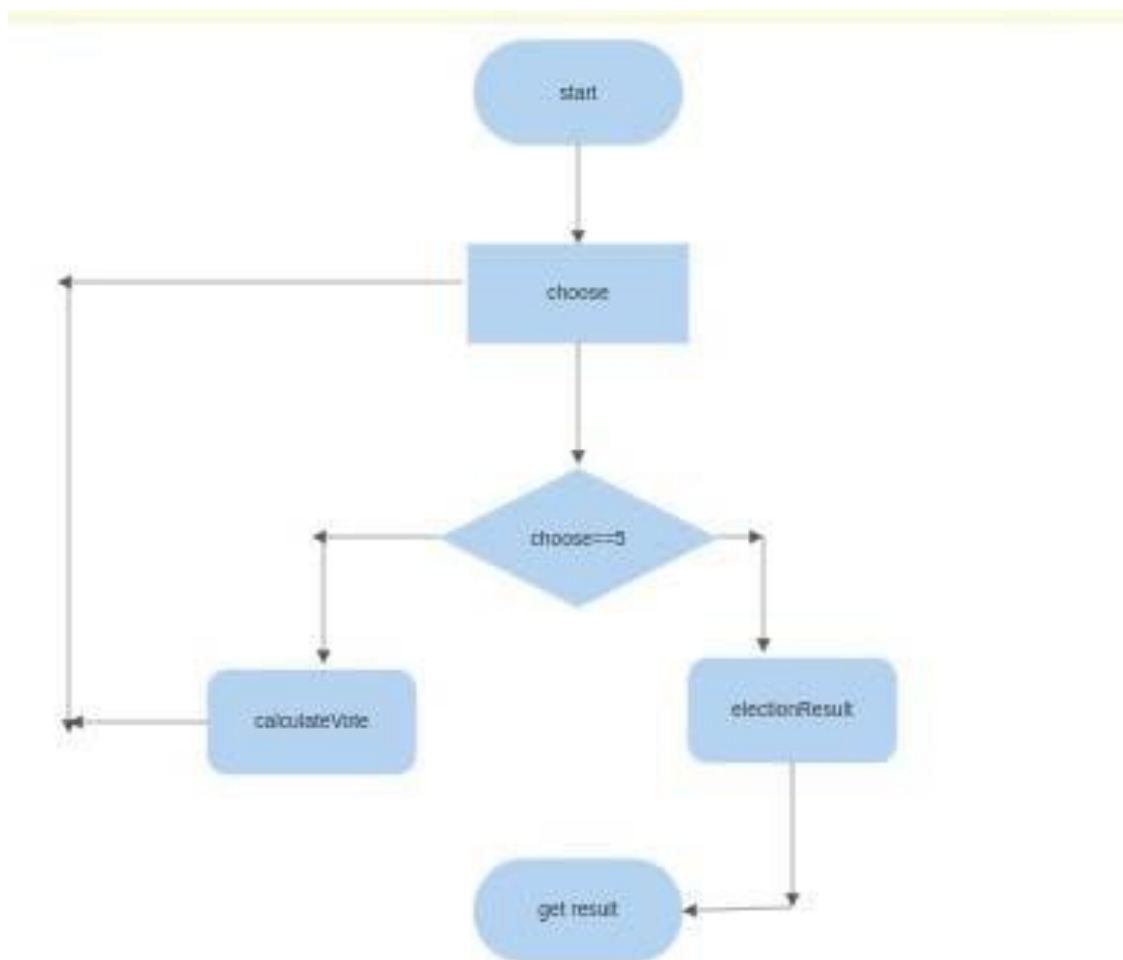 start
choose
choose==5
calculateVote
electionResult
get result